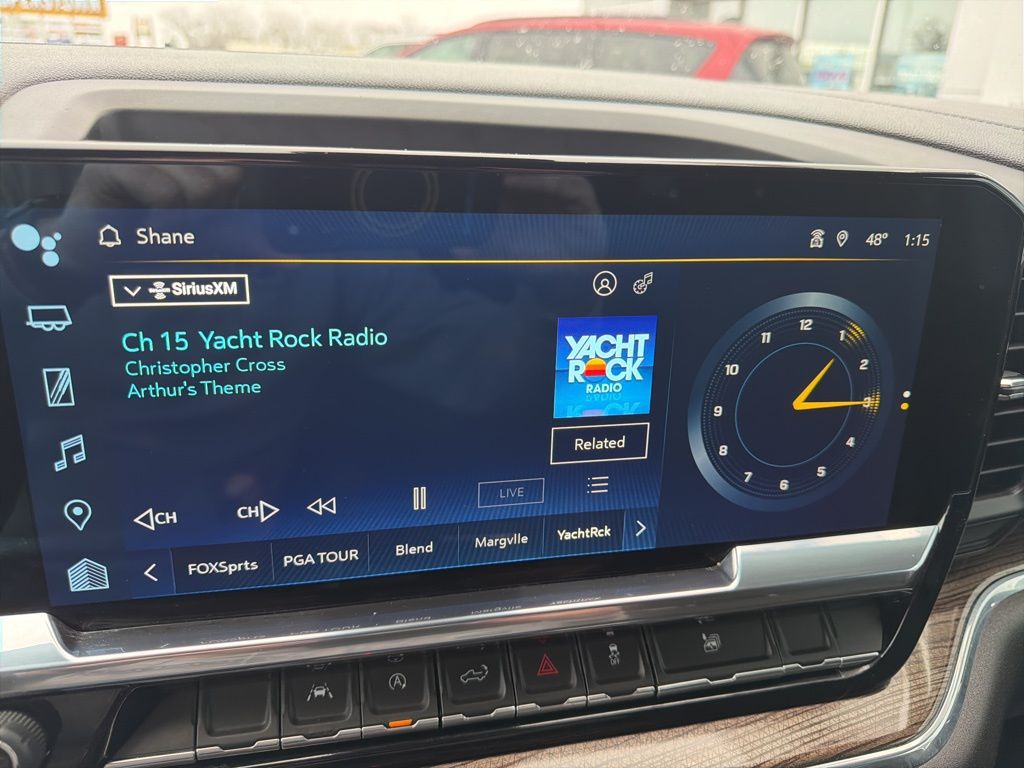 Shane
48° 1:15
SiriusXM
Ch 15 Yacht Rock Radio
Christopher Cross
Arthur's Theme
YACHT
ROCK
RADIO
Related
12
1
2
3
4
5
6
7
8
9
10
11
CH
CH
LIVE
FOXSprts
PGA TOUR
Blend
Margvlle
YachtRck
A
OFF